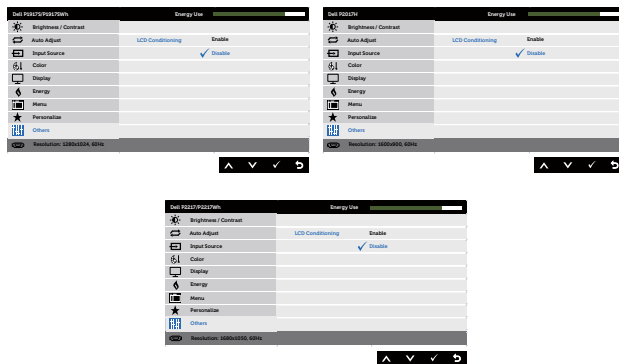 Dell P1917S/P1917SWh Energy Use
Brightness / Contrast
Auto Adjust LCD Conditioning Enable
Input Source Disable
Color
Display
Energy
Menu
Personalize
Others
Resolution: 1280x1024, 60Hz
Dell P2017H Energy Use
Brightness / Contrast
Auto Adjust LCD Conditioning Enable
Input Source Disable
Color
Display
Energy
Menu
Personalize
Others
Resolution: 1600x900, 60Hz
Dell P2217/P2217Wh Energy Use
Brightness / Contrast
Auto Adjust LCD Conditioning Enable
Input Source Disable
Color
Display
Energy
Menu
Personalize
Others
Resolution: 1680x1050, 60Hz